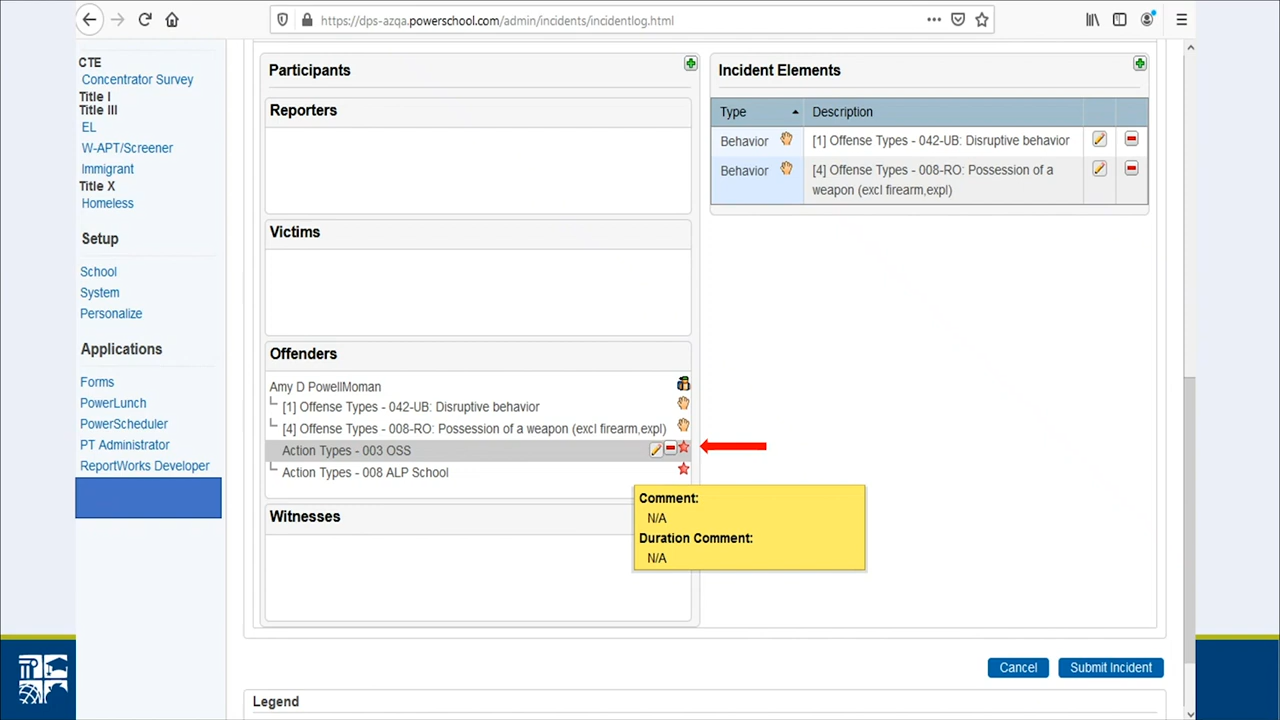 https://dps-azqa.powerschool.com/admin/incidents/incidentlog.html
CTE
Concentrator Survey
Title I
Title III
EL
W-APT/Screener
Immigrant
Title X
Homeless
Setup
School
System
Personalize
Applications
Forms
PowerLunch
PowerScheduler
PT Administrator
ReportWorks Developer
Participants
Reporters
Victims
Offenders
Amy D PowellMoman
[1] Offense Types - 042-UB: Disruptive behavior
[4] Offense Types - 008-RO: Possession of a weapon (excl firearm,expl)
Action Types - 003 OSS
Action Types - 008 ALP School
Comment:
N/A
Duration Comment:
N/A
Witnesses
Incident Elements
Type Description
Behavior [1] Offense Types - 042-UB: Disruptive behavior
Behavior [4] Offense Types - 008-RO: Possession of a
weapon (excl firearm,expl)
Cancel Submit Incident
Legend